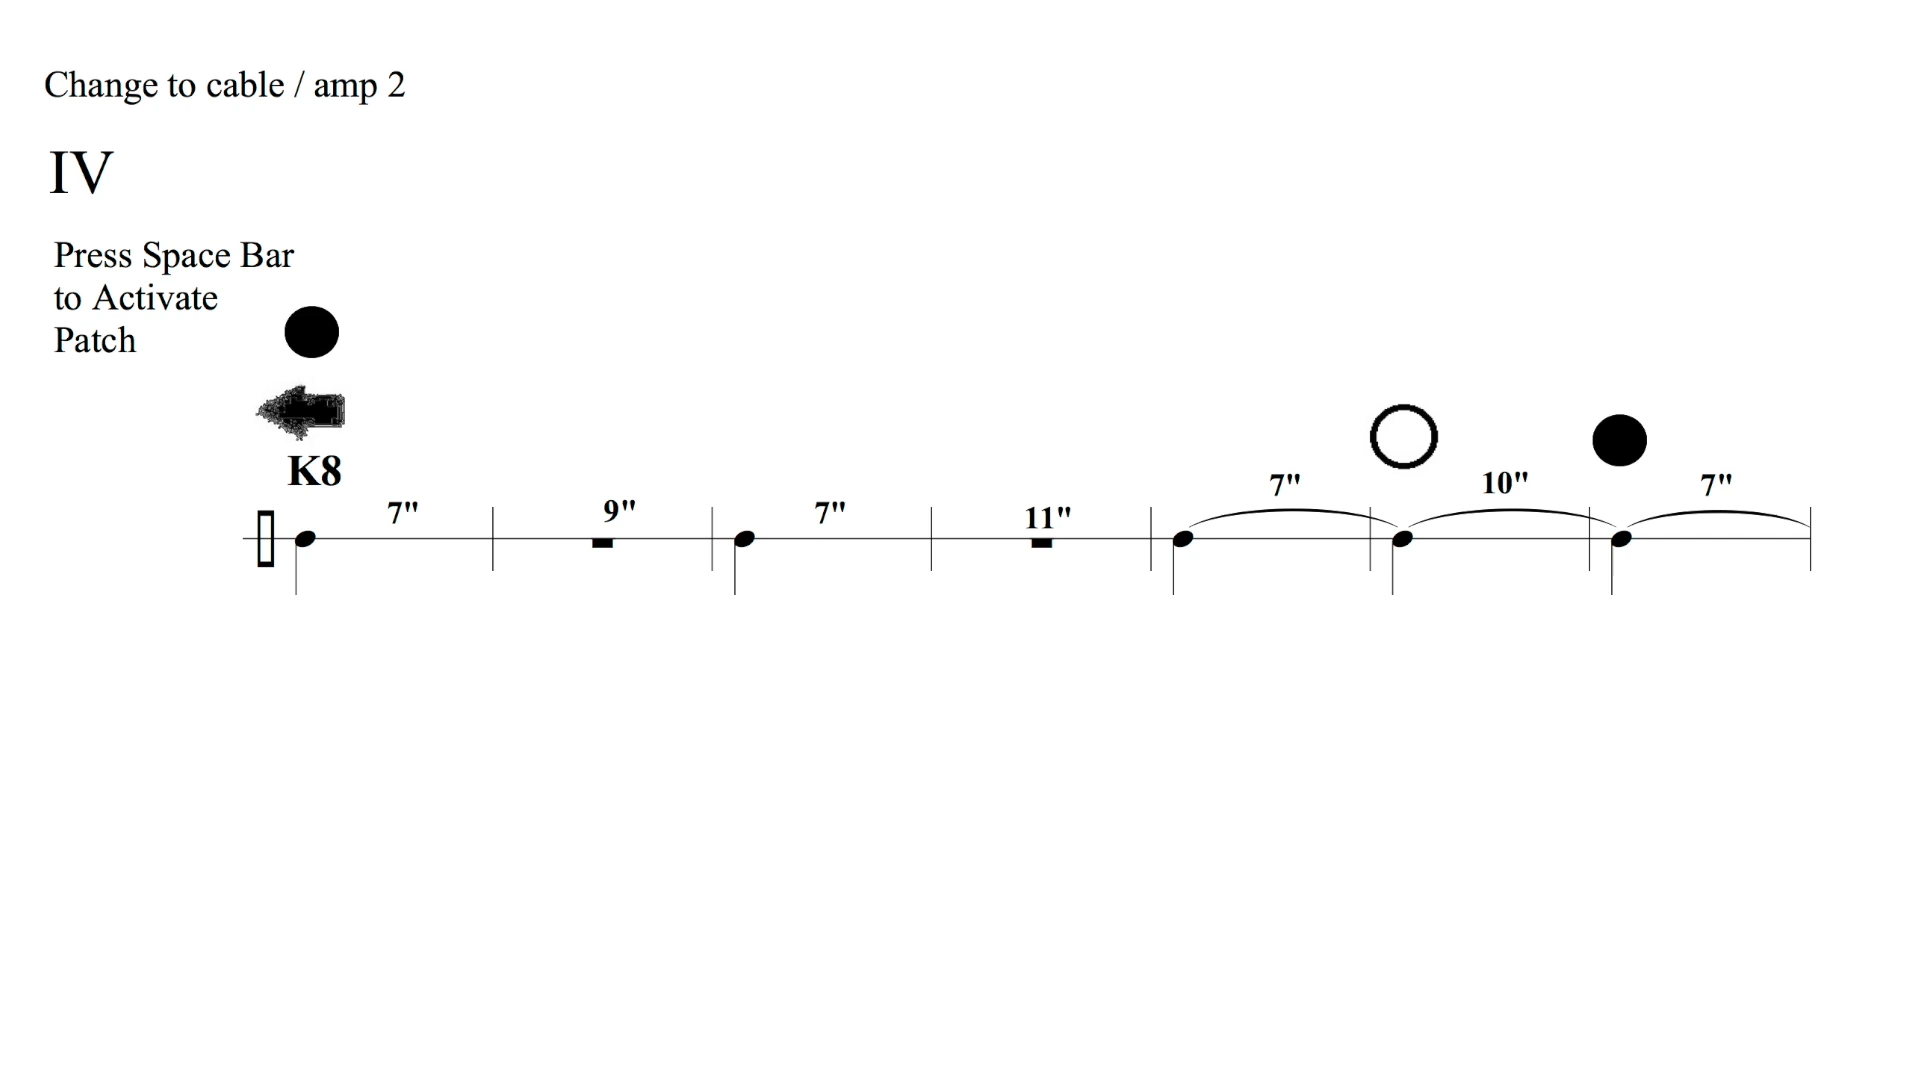 Change to cable / amp 2
IV
Press Space Bar
to Activate
Patch
K8
7" 9" 7" 11" 7" 10" 7"